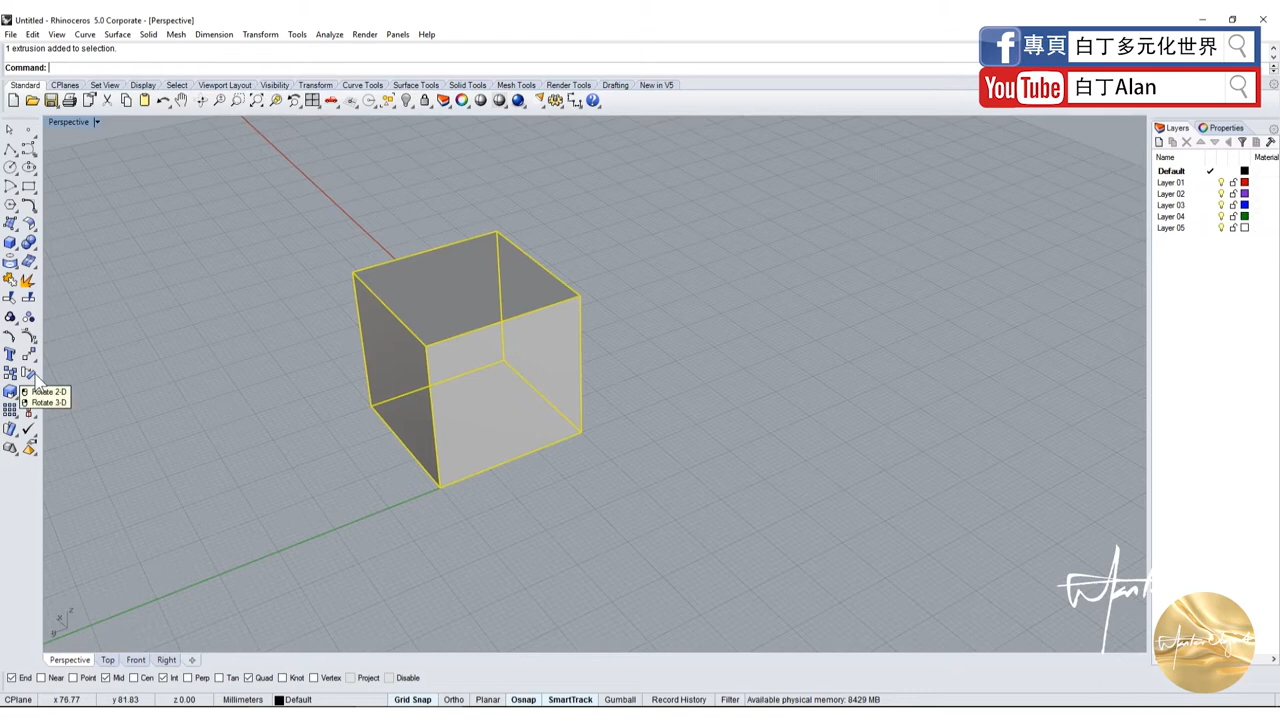 Untitled - Rhinoceros 5.0 Corporate - [Perspective]
File Edit View Curve Surface Solid Mesh Dimension Transform Tools Analyze Render Panels Help
1 extrusion added to selection.
Command:
專頁 白丁多元化世界
YouTube 白丁Alan
Standard CPlanes Set View Display Select Viewport Layout Visibility Transform Curve Tools Surface Tools Solid Tools Mesh Tools Render Tools Drafting New in V5
Perspective
Layers Properties
Name Material
Default
Layer 01
Layer 02
Layer 03
Layer 04
Layer 05
Rotate 2-D
Rotate 3-D
z
x
y
Perspective Top Front Right
End Near Point Mid Cen Int Perp Tan Quad Knot Vertex Project Disable
CPlane x 76.77 y 81.83 z 0.00 Millimeters Default Grid Snap Ortho Planar Osnap SmartTrack Gumball Record History Filter Available physical memory: 8429 MB